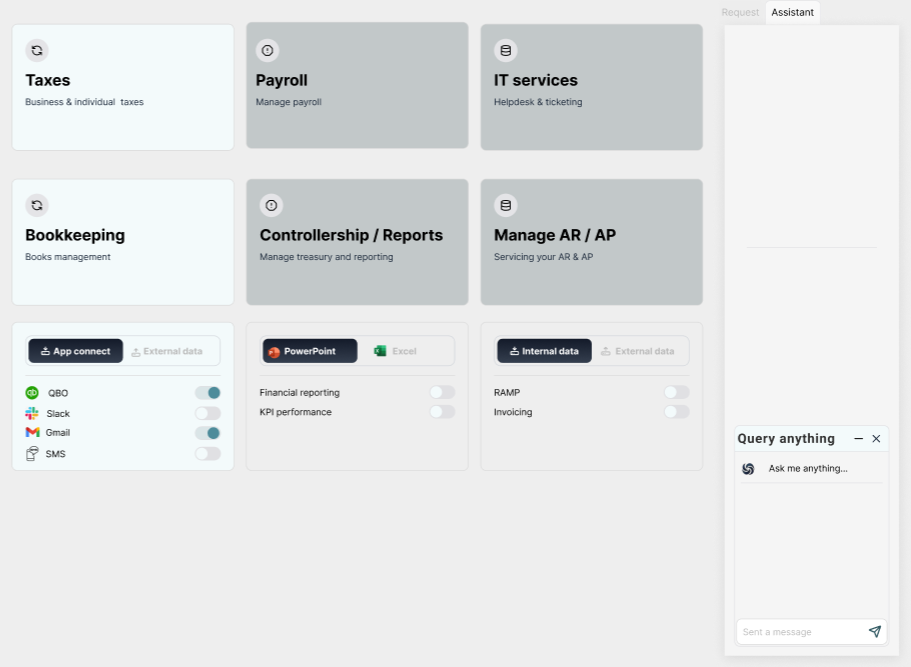 Request
Assistant
Taxes
Business & individual taxes
Payroll
Manage payroll
IT services
Helpdesk & ticketing
Bookkeeping
Books management
Controllership / Reports
Manage treasury and reporting
Manage AR / AP
Servicing your AR & AP
App connect
External data
QBO
Slack
Gmail
SMS
PowerPoint
Excel
Financial reporting
KPI performance
Internal data
External data
RAMP
Invoicing
Query anything
Ask me anything...
Sent a message